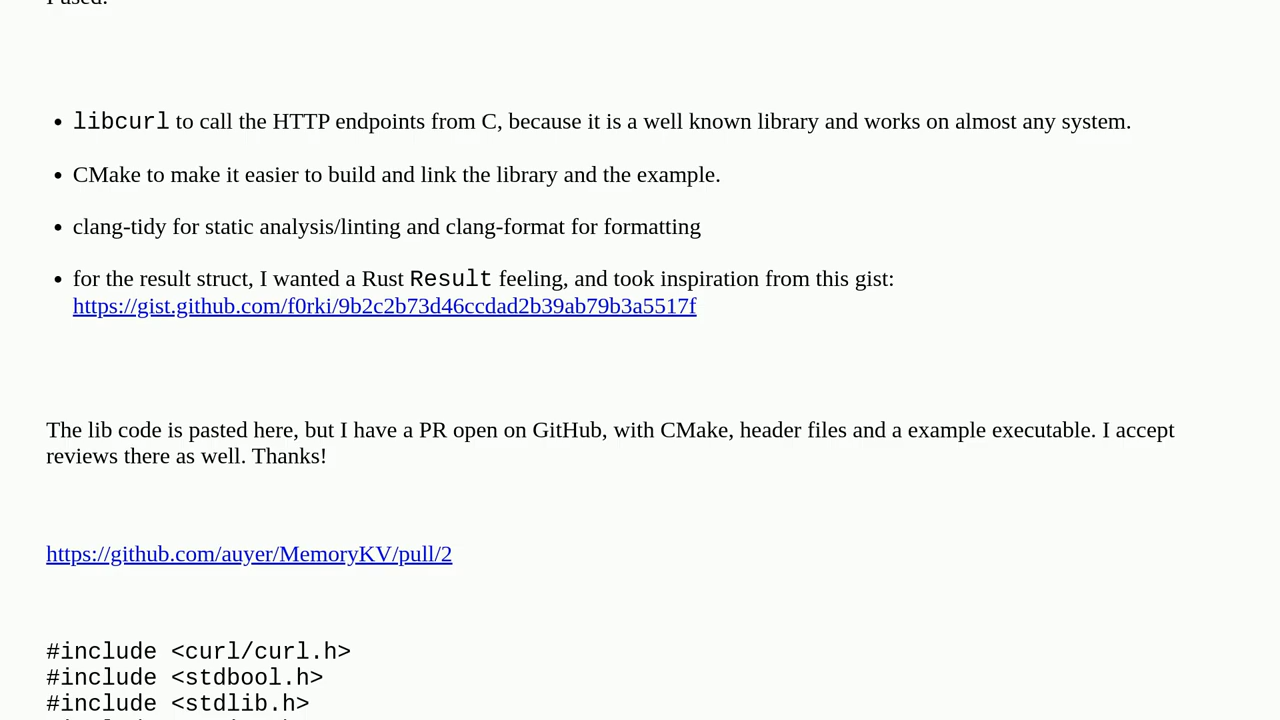 I used:
libcurl to call the HTTP endpoints from C, because it is a well known library and works on almost any system.
CMake to make it easier to build and link the library and the example.
clang-tidy for static analysis/linting and clang-format for formatting
for the result struct, I wanted a Rust Result feeling, and took inspiration from this gist:
https://gist.github.com/f0rki/9b2c2b73d46ccdad2b39ab79b3a5517f
The lib code is pasted here, but I have a PR open on GitHub, with CMake, header files and a example executable. I accept
reviews there as well. Thanks!
https://github.com/auyer/MemoryKV/pull/2
#include <curl/curl.h>
#include <stdbool.h>
#include <stdlib.h>